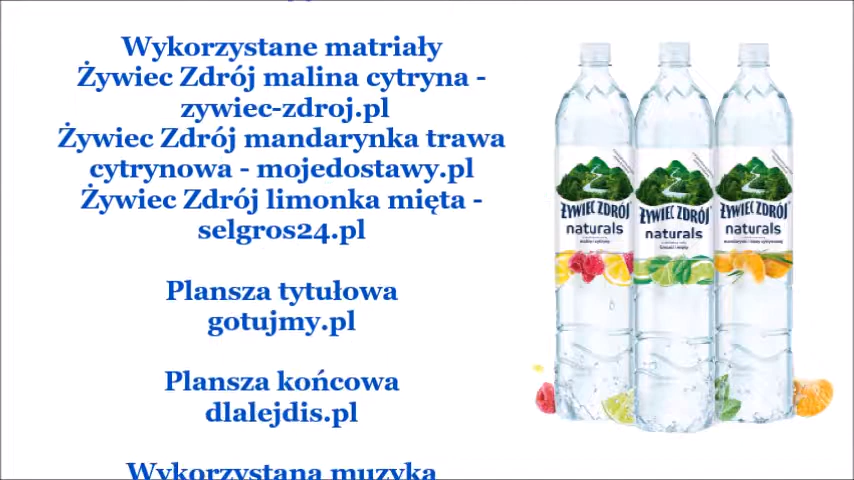 Wykorzystane matriały
Żywiec Zdrój malina cytryna -
zywiec-zdroj.pl
Żywiec Zdrój mandarynka trawa
cytrynowa - mojedostawy.pl
Żywiec Zdrój limonka mięta -
selgros24.pl
Plansza tytułowa
gotujmy.pl
Plansza końcowa
dlalejdis.pl
Wykorzystana muzyka
ŻYWIEC ZDRÓJ
naturals
ŻYWIEC ZDRÓJ
naturals
ŻYWIEC ZDRÓJ
naturals